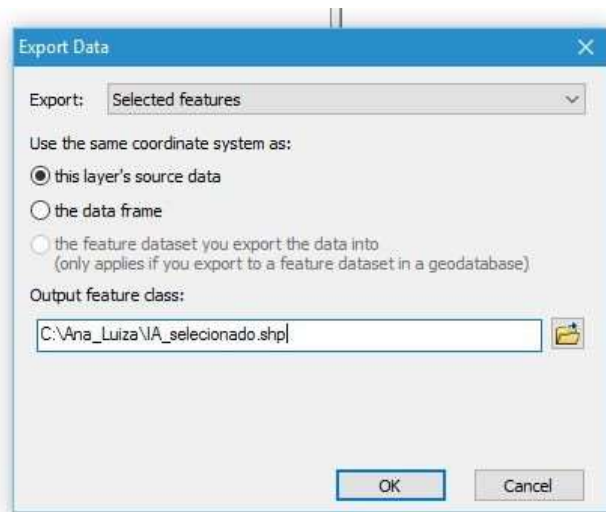 Export Data
Export: Selected features
Use the same coordinate system as:
this layer's source data
the data frame
the feature dataset you export the data into
(only applies if you export to a feature dataset in a geodatabase)
Output feature class:
C:\Ana_Luiza\IA_selecionado.shp
OK Cancel